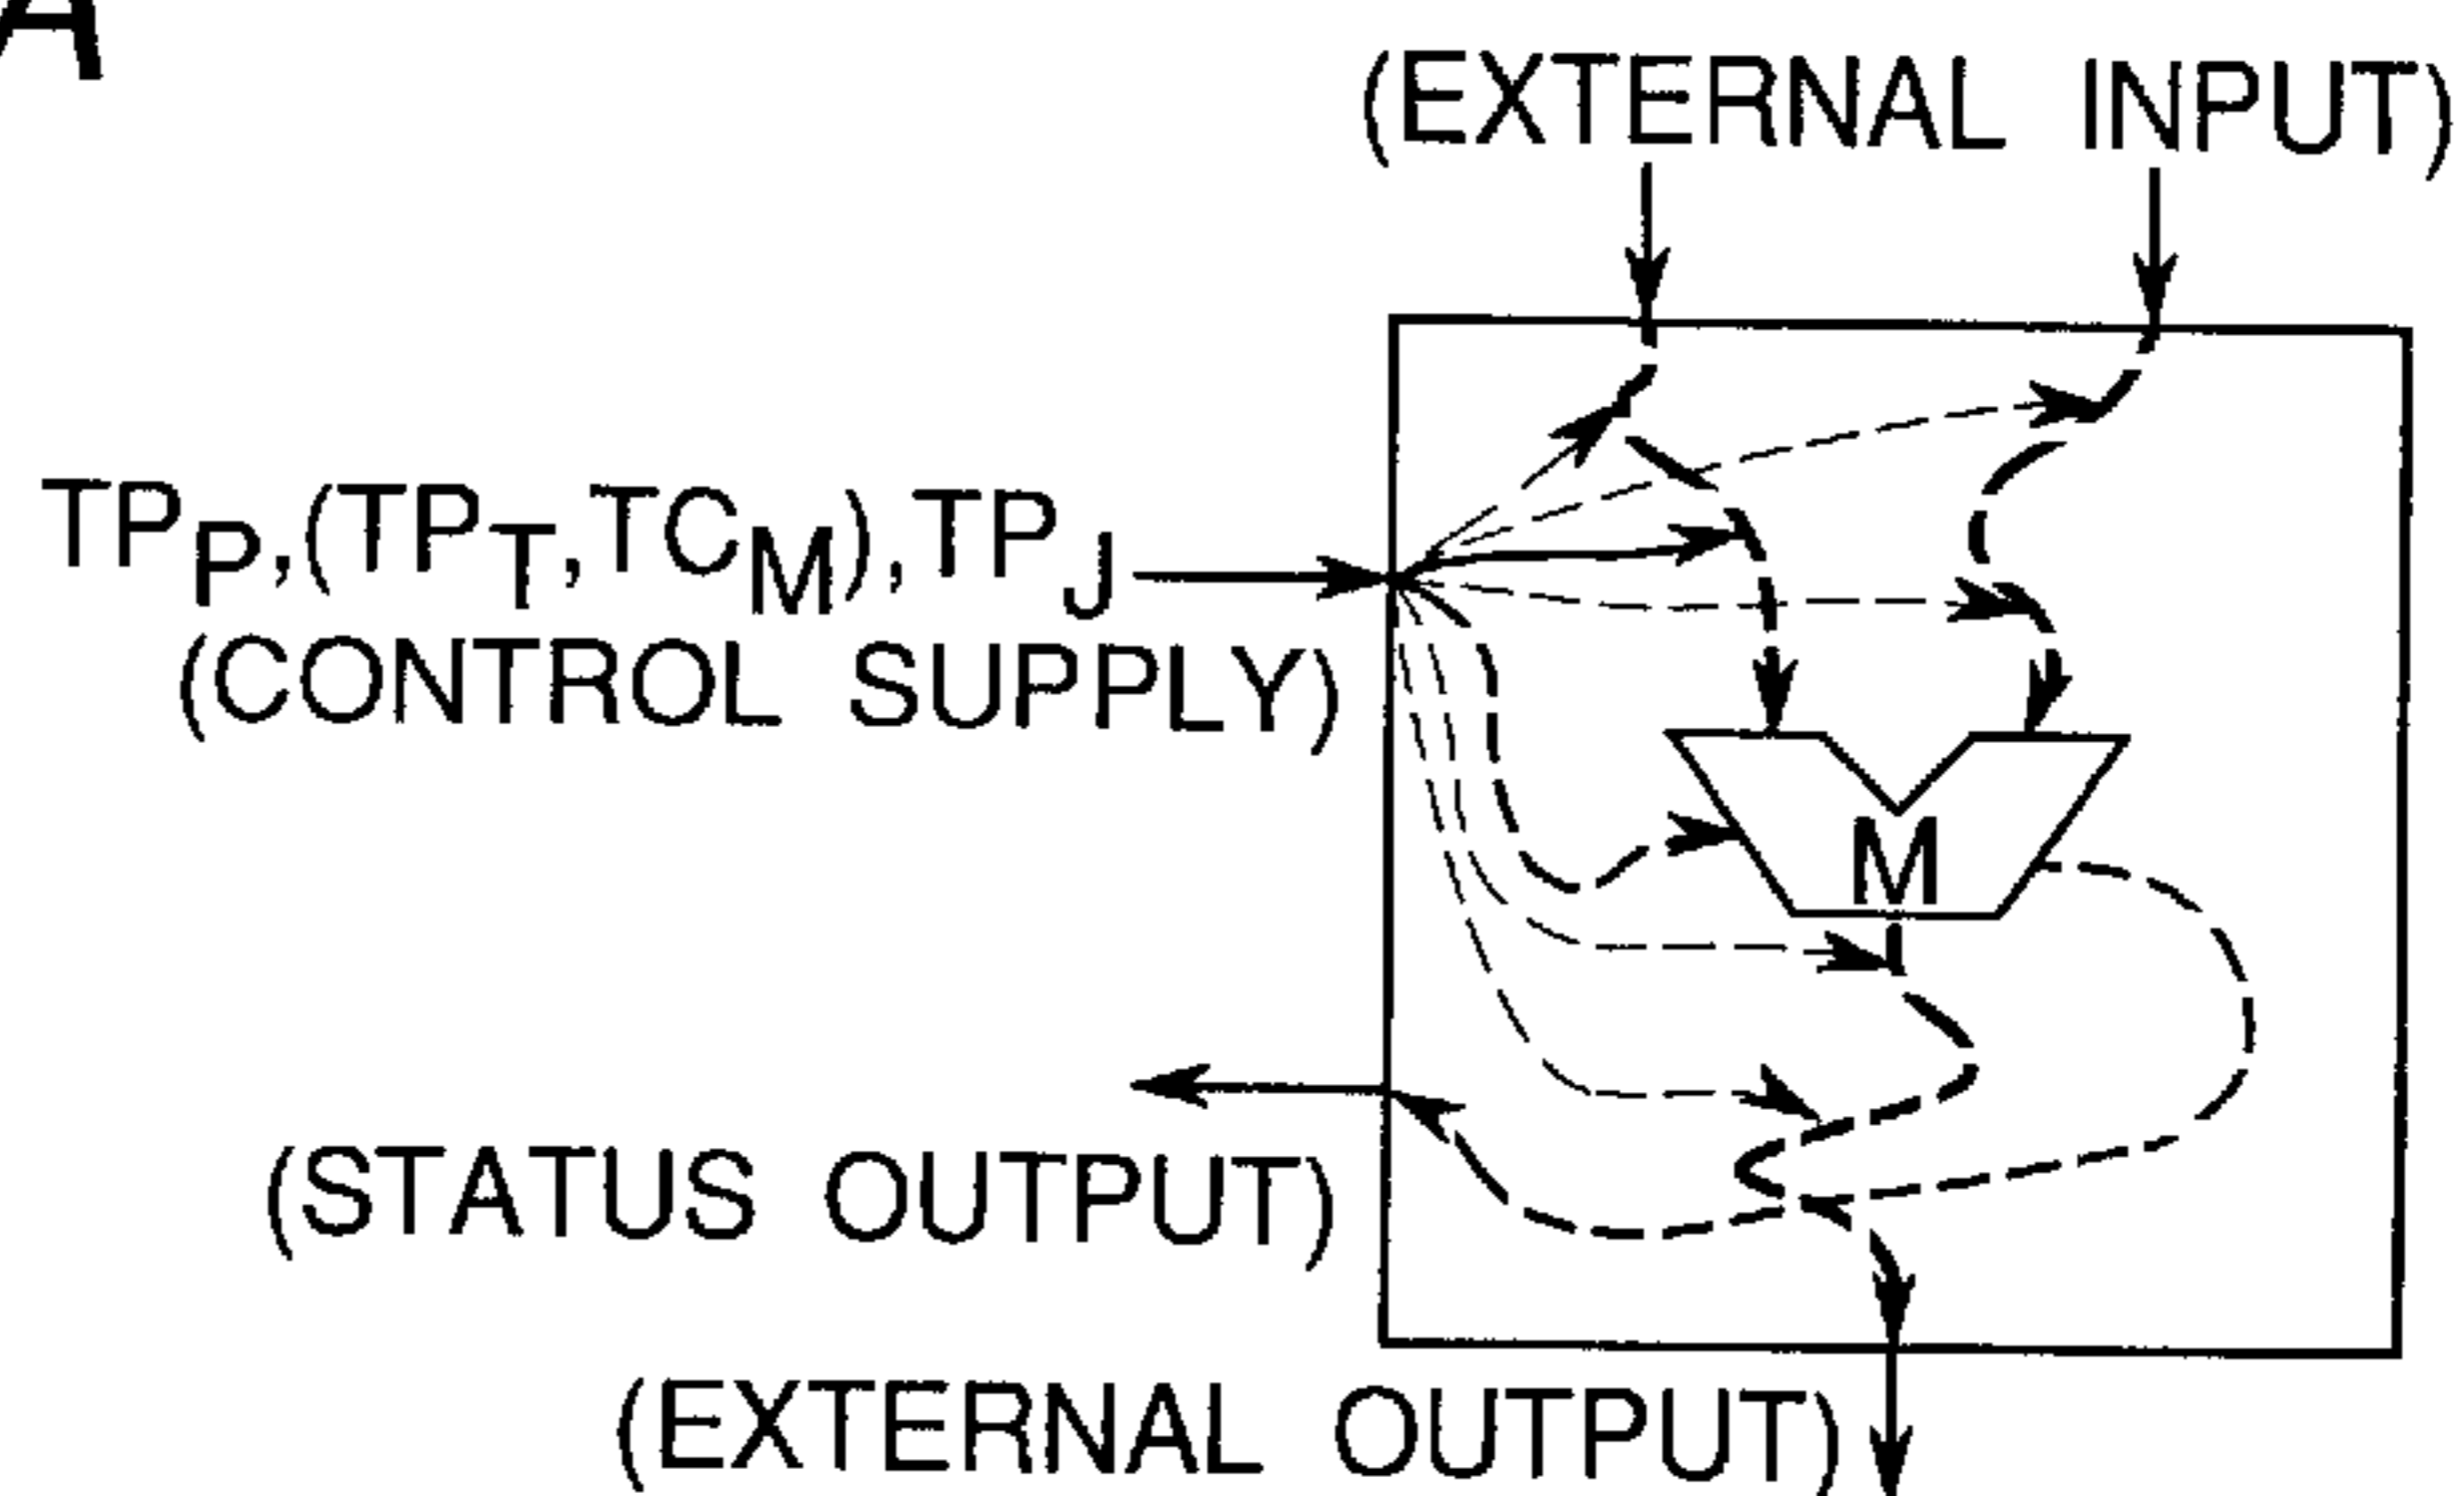 A
(EXTERNAL INPUT)
TPP,(TPT,TCM),TPJ
(CONTROL SUPPLY)
M
(STATUS OUTPUT)
(EXTERNAL OUTPUT)